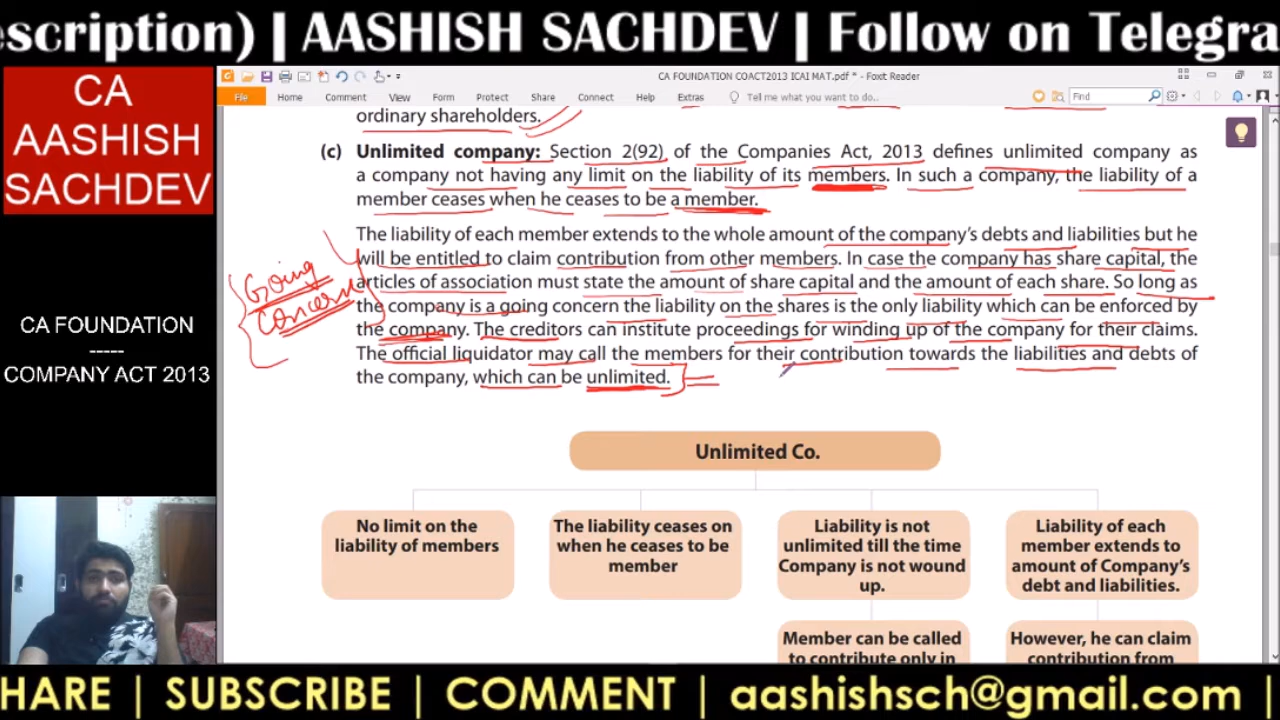 escription) | AASHISH SACHDEV | Follow on Telegra
CA
AASHISH
SACHDEV
CA FOUNDATION
-----
COMPANY ACT 2013
CA FOUNDATION COACT2013 ICAI MAT.pdf * - Foxit Reader
File Home Comment View Form Protect Share Connect Help Extras Tell me what you want to do.. Find
ordinary shareholders.
(c) Unlimited company: Section 2(92) of the Companies Act, 2013 defines unlimited company as
a company not having any limit on the liability of its members. In such a company, the liability of a
member ceases when he ceases to be a member.
The liability of each member extends to the whole amount of the company's debts and liabilities but he
will be entitled to claim contribution from other members. In case the company has share capital, the
articles of association must state the amount of share capital and the amount of each share. So long as
the company is a going concern the liability on the shares is the only liability which can be enforced by
the company. The creditors can institute proceedings for winding up of the company for their claims.
The official liquidator may call the members for their contribution towards the liabilities and debts of
the company, which can be unlimited.
Going
Concern
Unlimited Co.
No limit on the
liability of members
The liability ceases on
when he ceases to be
member
Liability is not
unlimited till the time
Company is not wound
up.
Liability of each
member extends to
amount of Company's
debt and liabilities.
Member can be called
to contribute only in
However, he can claim
contribution from
HARE | SUBSCRIBE | COMMENT | aashishsch@gmail.com |